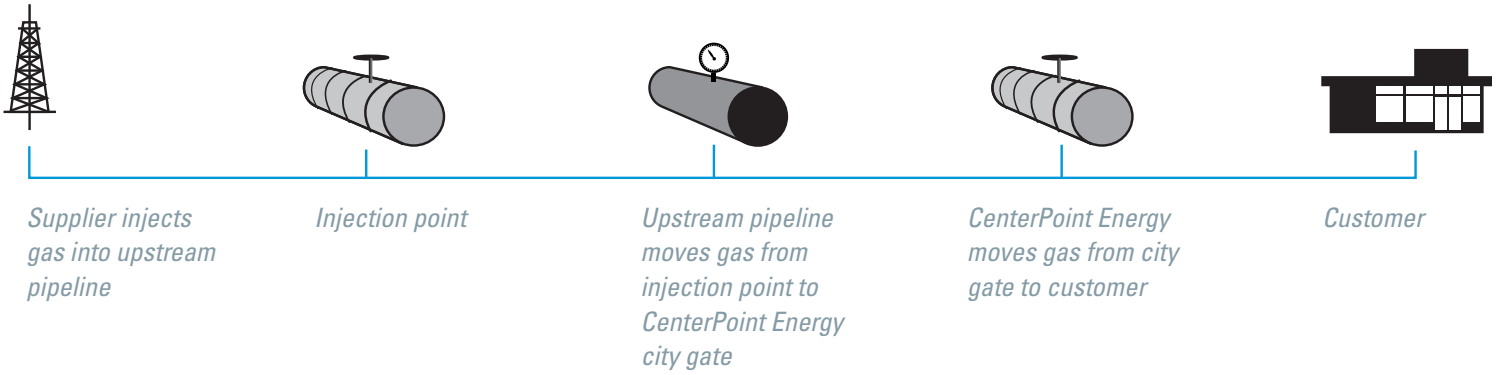 Supplier injects
gas into upstream
pipeline
Injection point
Upstream pipeline
moves gas from
injection point to
CenterPoint Energy
city gate
CenterPoint Energy
moves gas from city
gate to customer
Customer